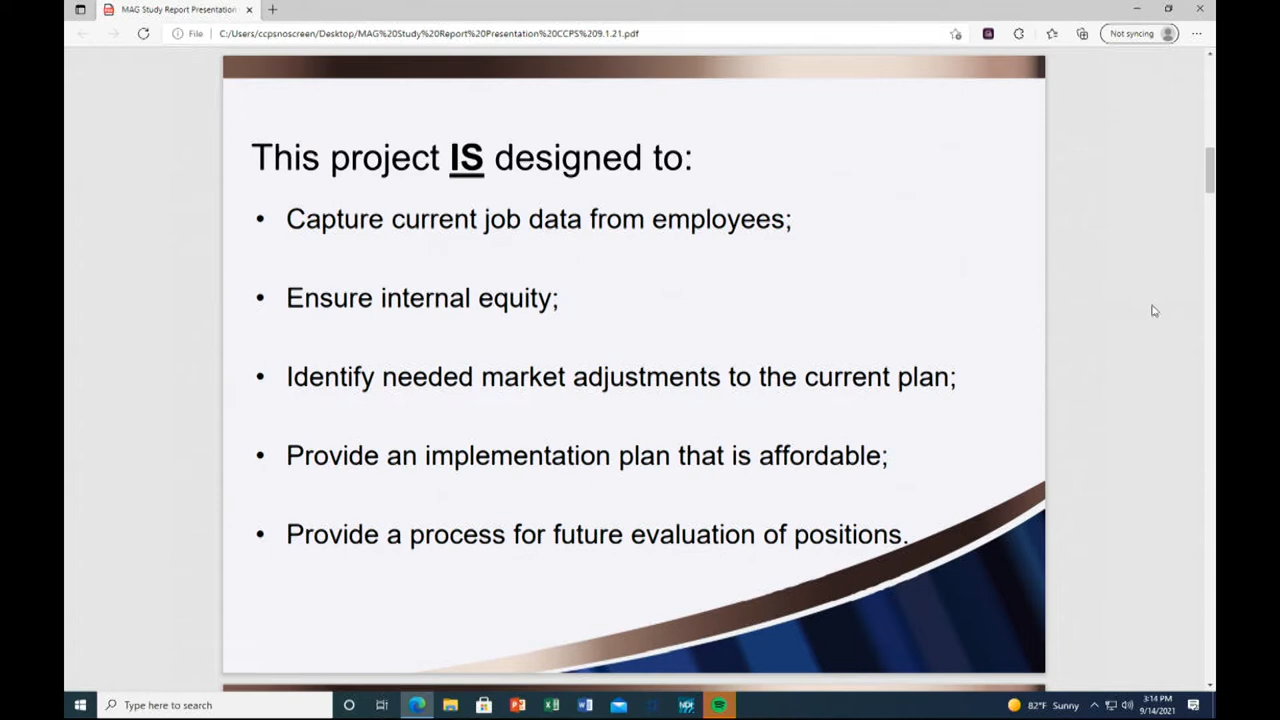 MAG Study Report Presentation
File
C:/Users/ccpsnoscreen/Desktop/MAG%20Study%20Report%20Presentation%20CCPS%209.1.21.pdf
Not syncing
This project IS designed to:
• Capture current job data from employees;
• Ensure internal equity;
• Identify needed market adjustments to the current plan;
• Provide an implementation plan that is affordable;
• Provide a process for future evaluation of positions.
Type here to search
82°F Sunny
3:14 PM
9/14/2021